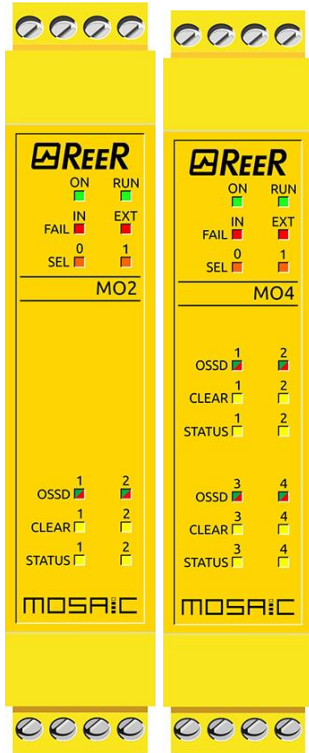 REER
ON RUN
IN EXT
FAIL
0 1
SEL
MO2
1 2
OSSD
1 2
CLEAR
1 2
STATUS
MOSAIC
REER
ON RUN
IN EXT
FAIL
0 1
SEL
MO4
1 2
OSSD
1 2
CLEAR
1 2
STATUS
3 4
OSSD
3 4
CLEAR
3 4
STATUS
MOSAIC